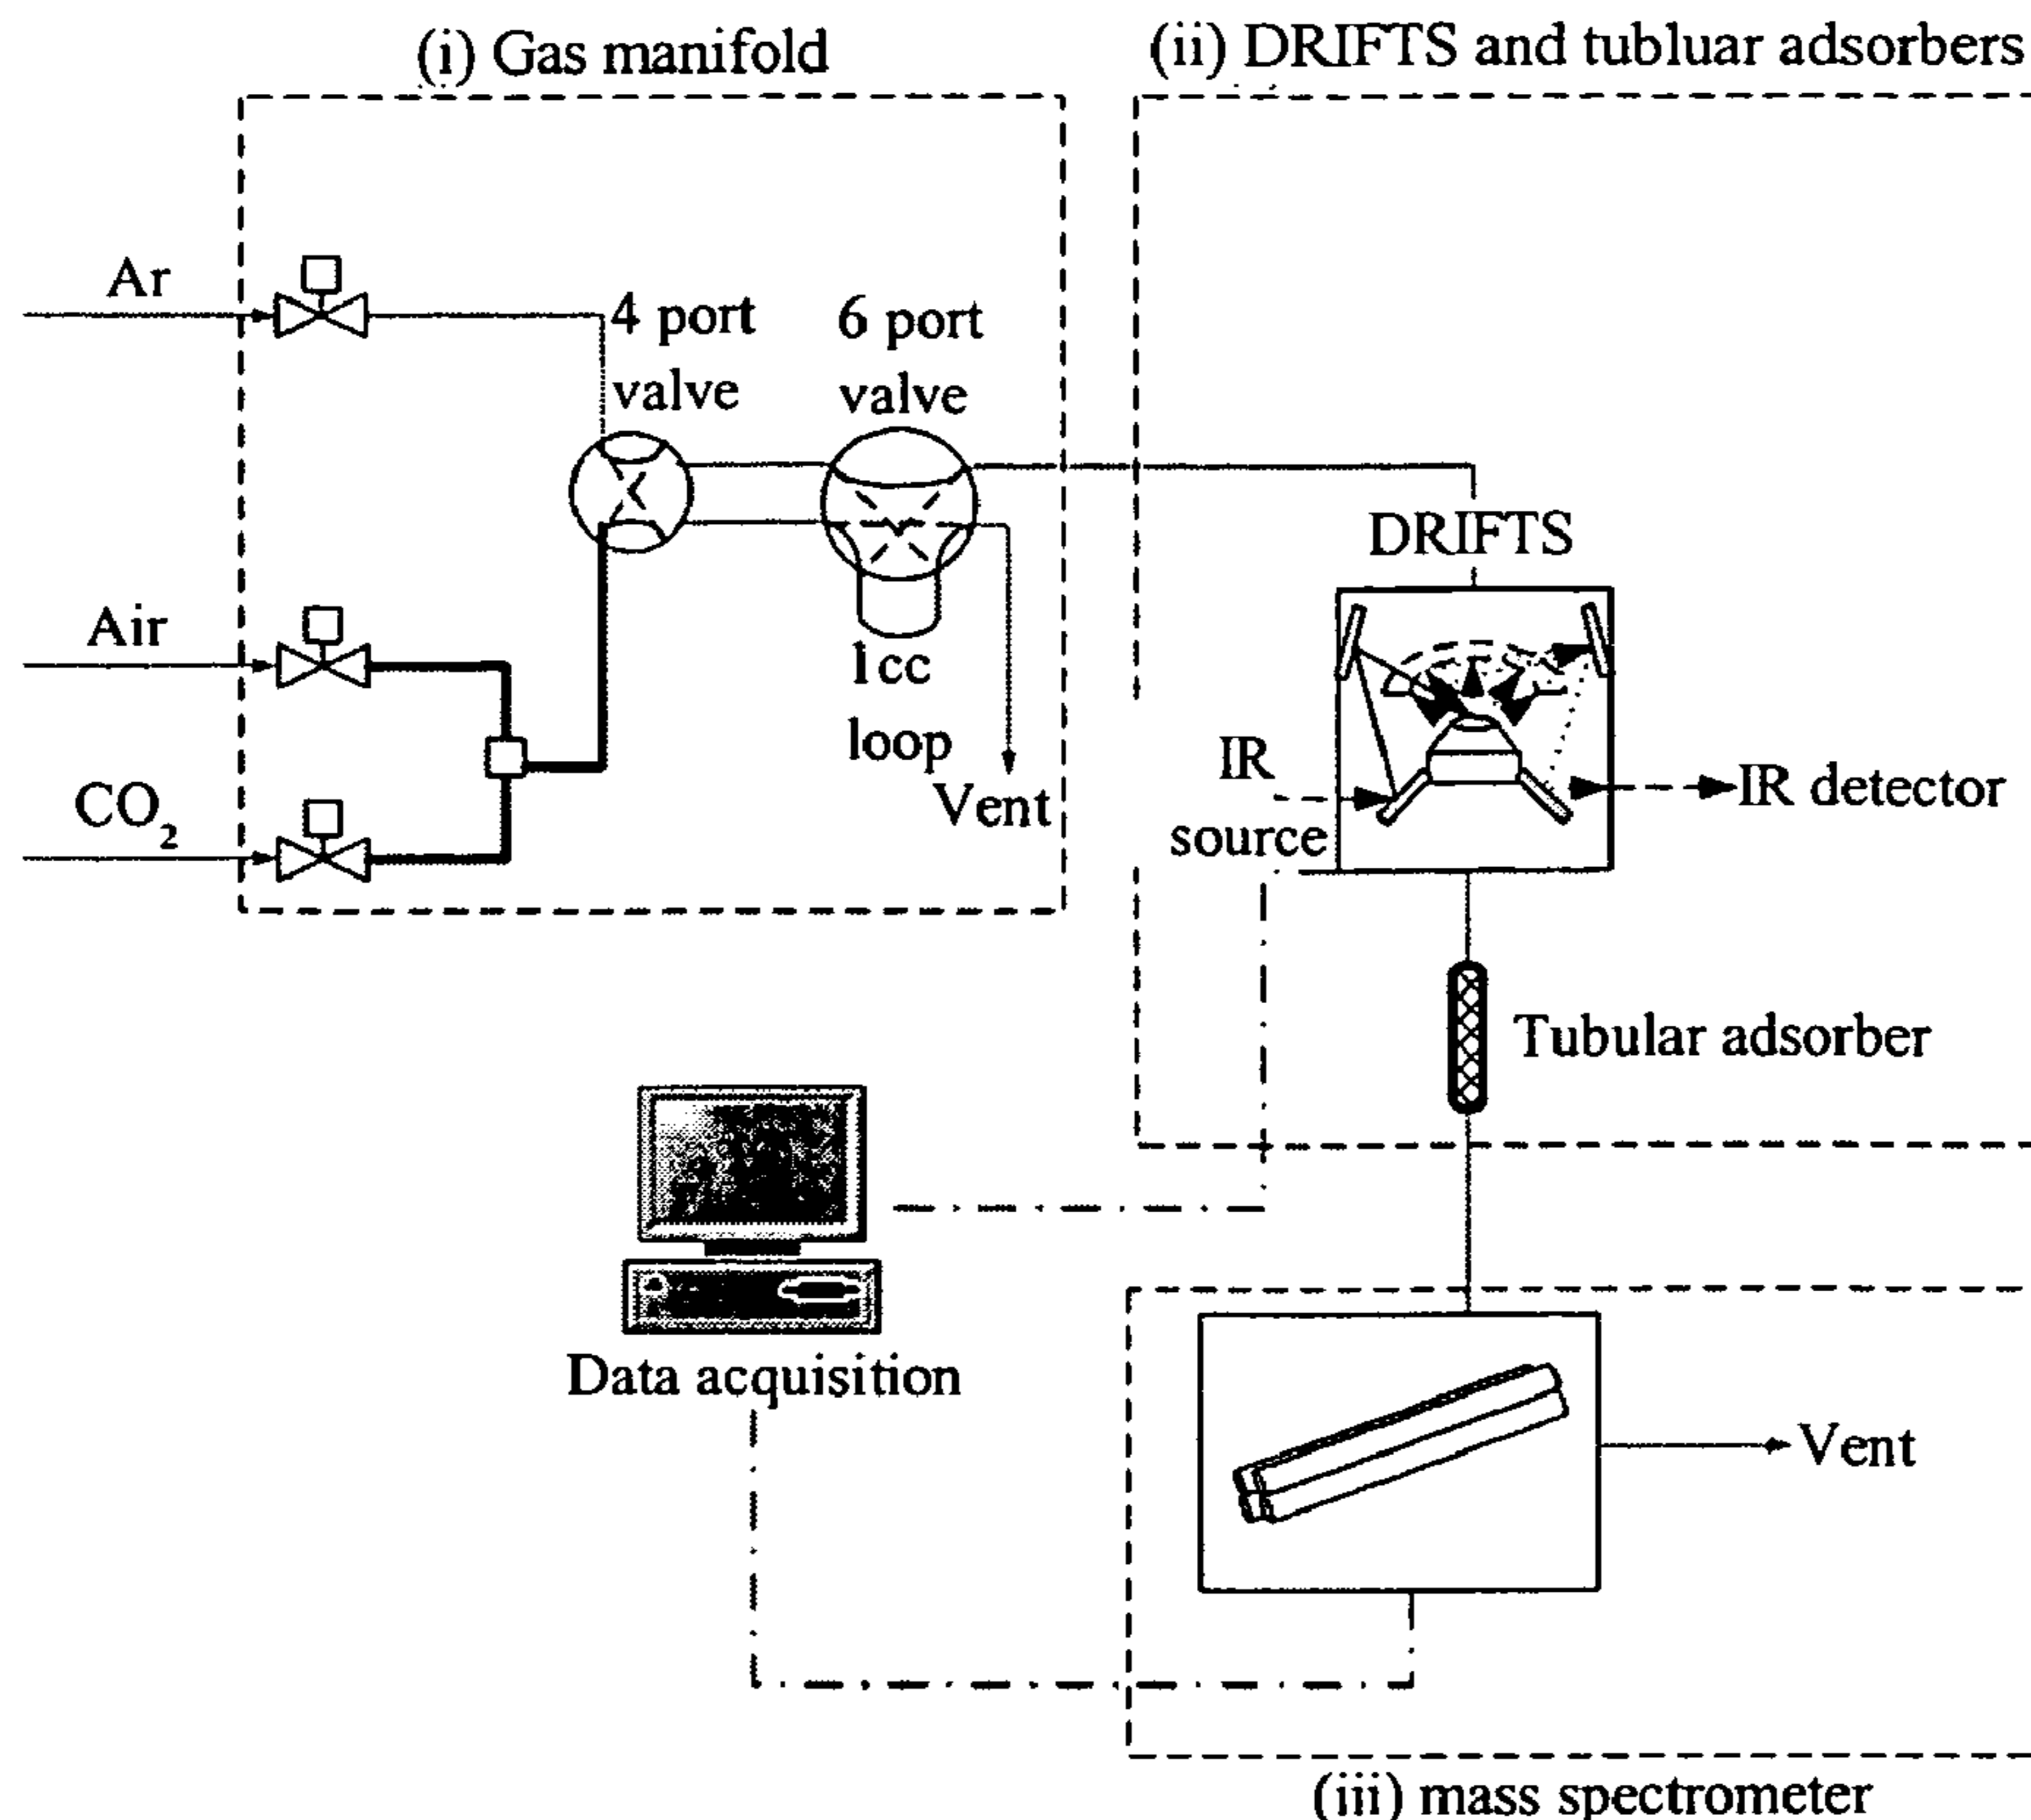 (i) Gas manifold
(ii) DRIFTS and tubluar adsorbers
Ar
4 port
valve
6 port
valve
Air
1cc
loop
Vent
CO₂
DRIFTS
IR
source
IR detector
Tubular adsorber
Data acquisition
Vent
(iii) mass spectrometer